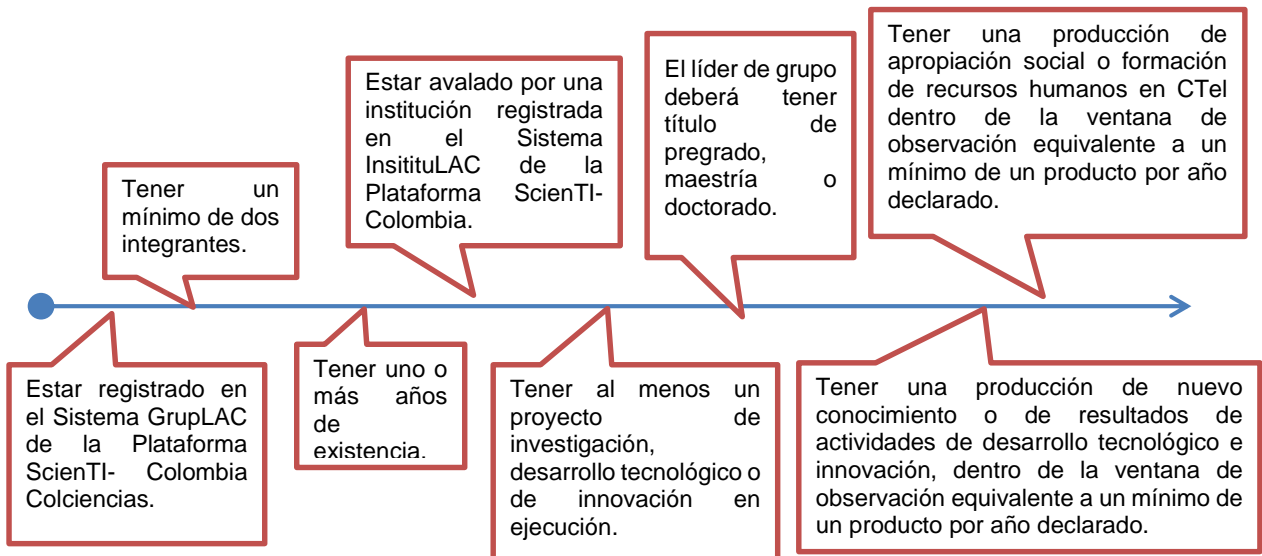 Estar registrado en
el Sistema GrupLAC
de la Plataforma
ScienTI- Colombia
Colciencias.
Tener un
mínimo de dos
integrantes.
Tener uno o
más años
de
existencia.
Estar avalado por una
institución registrada
en el Sistema
InsitituLAC de la
Plataforma ScienTI-
Colombia.
Tener al menos un
proyecto de
investigación,
desarrollo tecnológico o
de innovación en
ejecución.
El líder de grupo
deberá tener
título de
pregrado,
maestría o
doctorado.
Tener una producción de nuevo
conocimiento o de resultados de
actividades de desarrollo tecnológico e
innovación, dentro de la ventana de
observación equivalente a un mínimo de
un producto por año declarado.
Tener una producción de
apropiación social o formación
de recursos humanos en CTel
dentro de la ventana de
observación equivalente a un
mínimo de un producto por año
declarado.